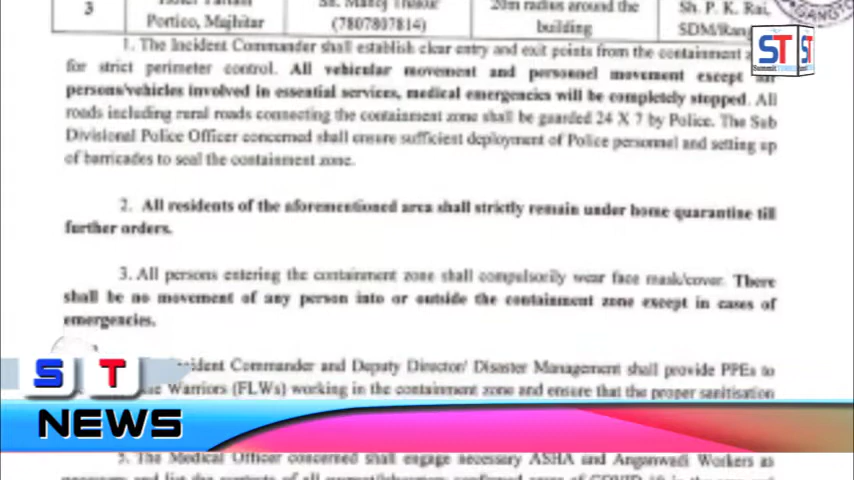 3
Portico, Majhitar
(7807807814)
20m radius around the
building
Sh. P. K. Rai,
SDM/Rang
GANGTO
1. The Incident Commander shall establish clear entry and exit points from the containment
for strict perimeter control. All vehicular movement and personnel movement except
persons/vehicles involved in essential services, medical emergencies will be completely stopped. All
roads including rural roads connecting the containment zone shall be guarded 24 X 7 by Police. The Sub
Divisional Police Officer concerned shall ensure sufficient deployment of Police personnel and setting up
of barricades to seal the containment zone.
2. All residents of the aforementioned area shall strictly remain under home quarantine till
further orders.
3. All persons entering the containment zone shall compulsorily wear face mask/cover. There
shall be no movement of any person into or outside the containment zone except in cases of
emergencies.
Commander and Deputy Director/ Disaster Management shall provide PPEs to
Warriors (FLWs) working in the containment zone and ensure that the proper sanitisation
5. The Medical Officer concerned shall engage necessary ASHA and Anganwadi Workers as
ST
Summit
S T
NEWS